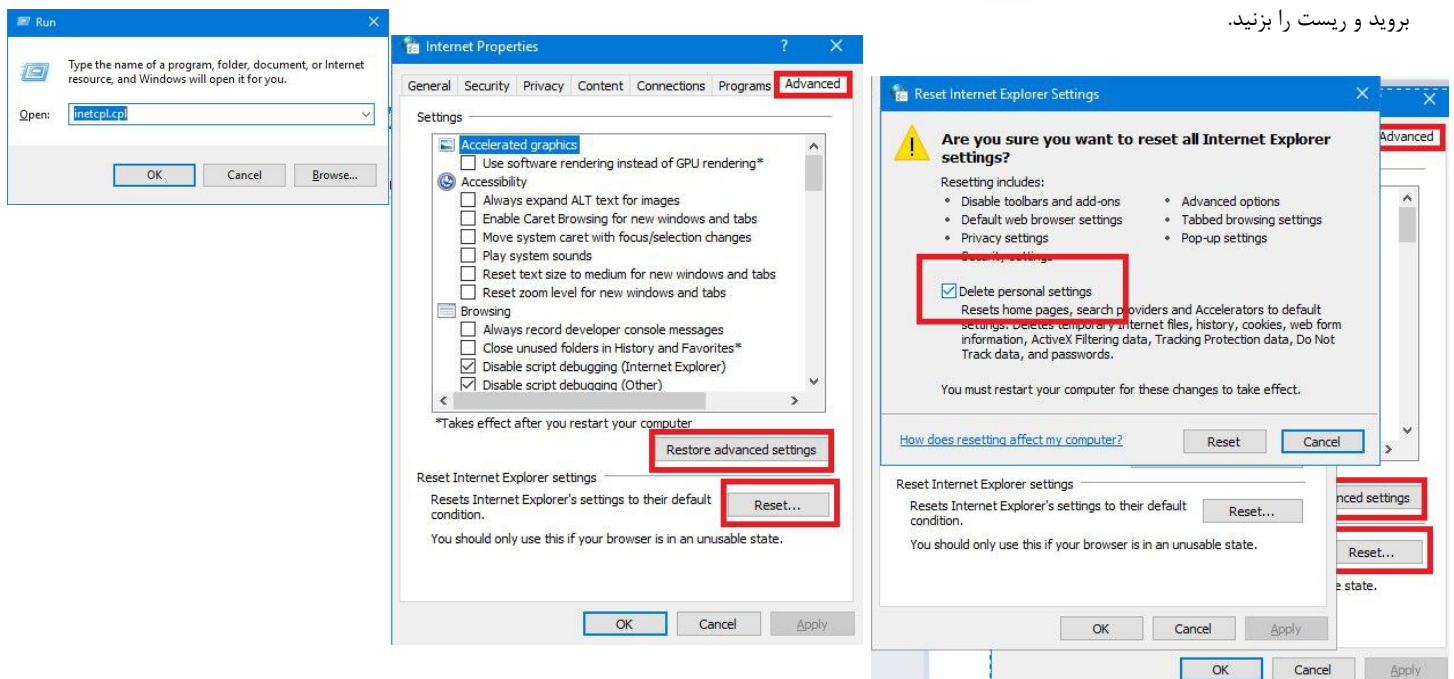 بروید و ریست را بزنید.
Run
Type the name of a program, folder, document, or Internet
resource, and Windows will open it for you.
Open:
inetcpl.cpl
OK
Cancel
Browse...
Internet Properties
General Security Privacy Content Connections Programs Advanced
Settings
Accelerated graphics
Use software rendering instead of GPU rendering*
Accessibility
Always expand ALT text for images
Enable Caret Browsing for new windows and tabs
Move system caret with focus/selection changes
Play system sounds
Reset text size to medium for new windows and tabs
Reset zoom level for new windows and tabs
Browsing
Always record developer console messages
Close unused folders in History and Favorites*
Disable script debugging (Internet Explorer)
Disable script debugging (Other)
*Takes effect after you restart your computer
Restore advanced settings
Reset Internet Explorer settings
Resets Internet Explorer's settings to their default
condition.
Reset...
You should only use this if your browser is in an unusable state.
OK
Cancel
Apply
Reset Internet Explorer Settings
Are you sure you want to reset all Internet Explorer
settings?
Resetting includes:
• Disable toolbars and add-ons
• Default web browser settings
• Privacy settings
• Security settings
• Advanced options
• Tabbed browsing settings
• Pop-up settings
Delete personal settings
Resets home pages, search providers and Accelerators to default
settings. Deletes temporary Internet files, history, cookies, web form
information, ActiveX Filtering data, Tracking Protection data, Do Not
Track data, and passwords.
You must restart your computer for these changes to take effect.
How does resetting affect my computer?
Reset
Cancel
Reset Internet Explorer settings
Resets Internet Explorer's settings to their default
condition.
Reset...
You should only use this if your browser is in an unusable state.
OK
Cancel
Apply
Advanced
nced settings
Reset...
e state.
OK
Cancel
Apply